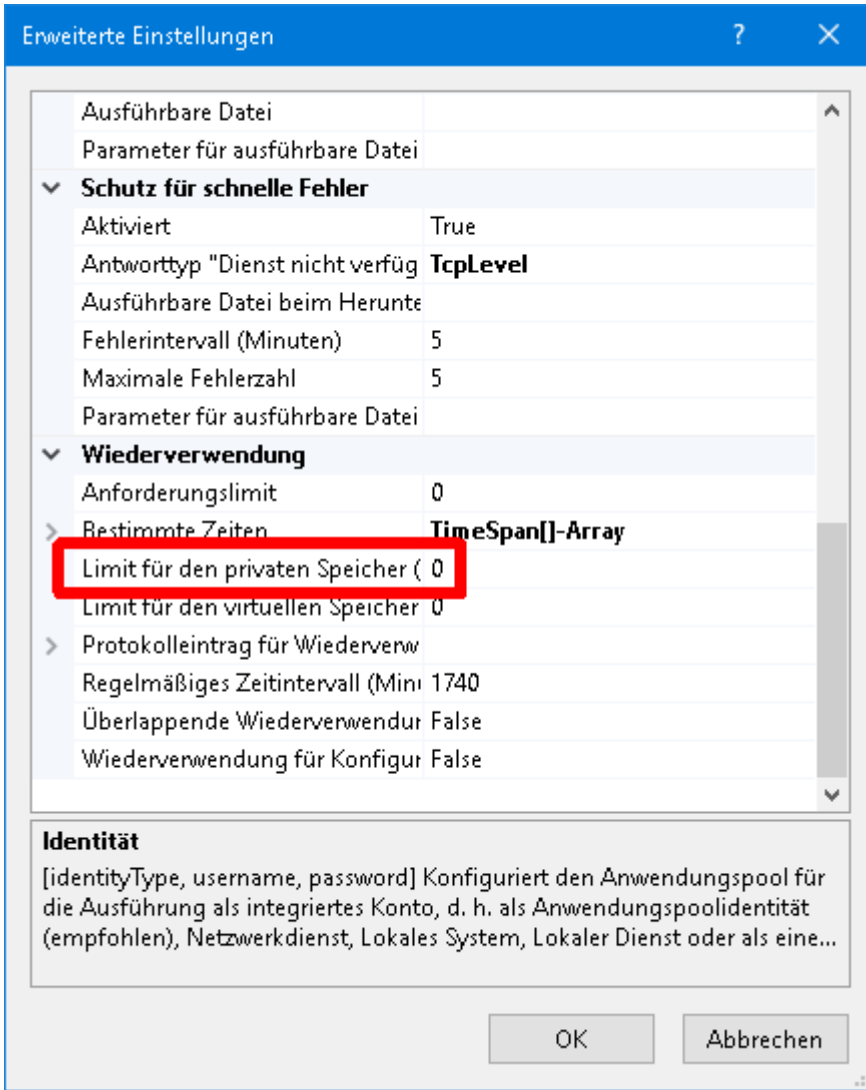 Erweiterte Einstellungen
Ausführbare Datei
Parameter für ausführbare Datei
Schutz für schnelle Fehler
Aktiviert True
Antworttyp "Dienst nicht verfüg TcpLevel
Ausführbare Datei beim Herunte
Fehlerintervall (Minuten) 5
Maximale Fehlerzahl 5
Parameter für ausführbare Datei
Wiederverwendung
Anforderungslimit 0
Bestimmte Zeiten TimeSpan[]-Array
Limit für den privaten Speicher ( 0
Limit für den virtuellen Speicher 0
Protokolleintrag für Wiederverw
Regelmäßiges Zeitintervall (Minu 1740
Überlappende Wiederverwendun False
Wiederverwendung für Konfigur False
Identität
[identityType, username, password] Konfiguriert den Anwendungspool für
die Ausführung als integriertes Konto, d. h. als Anwendungspoolidentität
(empfohlen), Netzwerkdienst, Lokales System, Lokaler Dienst oder als eine...
OK Abbrechen